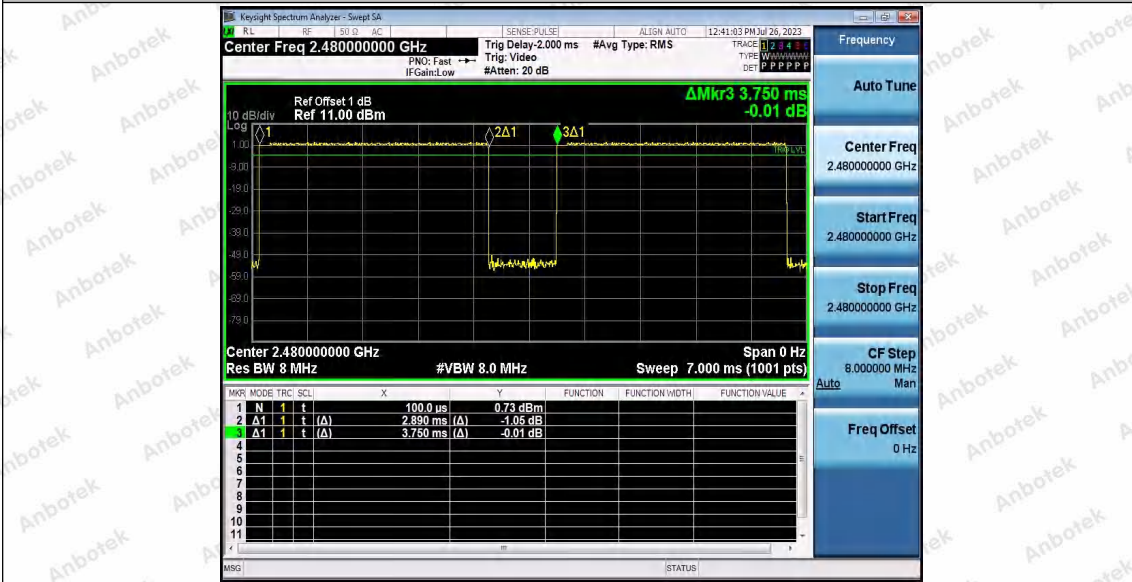 Keysight Spectrum Analyzer - Swept SA
RL RF 50 Ω AC SENSE:PULSE ALIGN AUTO 12:41:03 PM Jul 26, 2023
Center Freq 2.480000000 GHz
PNO: Fast
IFGain:Low
Trig Delay-2.000 ms
Trig: Video
#Atten: 20 dB
#Avg Type: RMS
TRACE 1 2 3 4 5 6
TYPE WWWWWW
DET P P P P P P
ΔMkr3 3.750 ms
-0.01 dB
Ref Offset 1 dB
10 dB/div Ref 11.00 dBm
Log
1 2Δ1 3Δ1
TRIG LVL
1.00
-9.00
-19.0
-29.0
-39.0
-49.0
-59.0
-69.0
-79.0
Center 2.480000000 GHz Span 0 Hz
Res BW 8 MHz #VBW 8.0 MHz Sweep 7.000 ms (1001 pts)
MKR MODE TRC SCL X Y FUNCTION FUNCTION WIDTH FUNCTION VALUE
1 N 1 t 100.0 µs 0.73 dBm
2 Δ1 1 t (Δ) 2.890 ms (Δ) -1.05 dB
3 Δ1 1 t (Δ) 3.750 ms (Δ) -0.01 dB
4
5
6
7
8
9
10
11
MSG STATUS
Frequency
Auto Tune
Center Freq
2.480000000 GHz
Start Freq
2.480000000 GHz
Stop Freq
2.480000000 GHz
CF Step
8.000000 MHz
Auto Man
Freq Offset
0 Hz
Anbotek